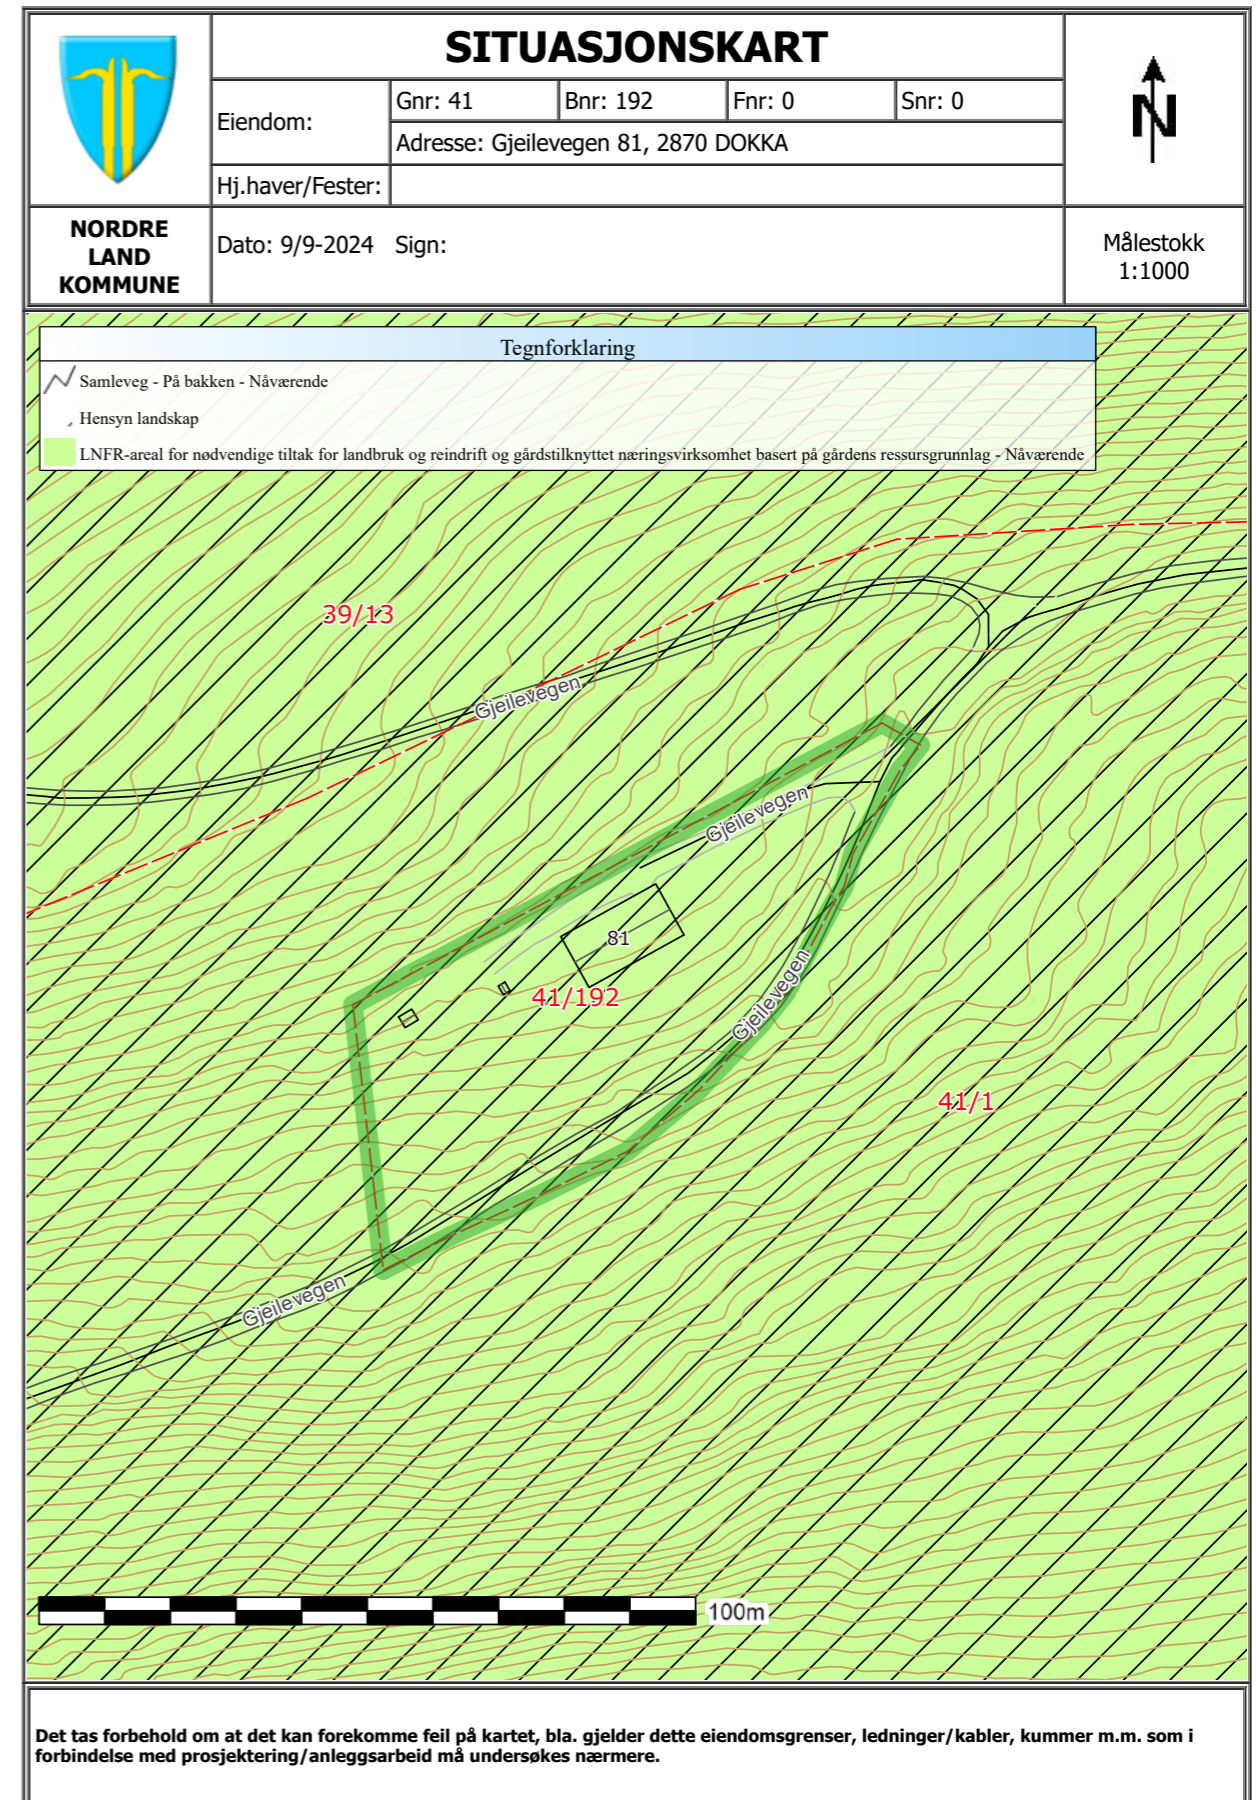 SITUASJONSKART
Eiendom:
Gnr: 41
Bnr: 192
Fnr: 0
Snr: 0
Adresse: Gjeilevegen 81, 2870 DOKKA
Hj.haver/Fester:
N
NORDRE
LAND
KOMMUNE
Dato: 9/9-2024 Sign:
Målestokk
1:1000
Tegnforklaring
Samleveg - På bakken - Nåværende
Hensyn landskap
LNFR-areal for nødvendige tiltak for landbruk og reindrift og gårdstilknyttet næringsvirksomhet basert på gårdens ressursgrunnlag - Nåværende
39/13
Gjeilevegen
Gjeilevegen
81
41/192
Gjeilevegen
41/1
Gjeilevegen
100m
Det tas forbehold om at det kan forekomme feil på kartet, bla. gjelder dette eiendomsgrenser, ledninger/kabler, kummer m.m. som i
forbindelse med prosjektering/anleggsarbeid må undersøkes nærmere.